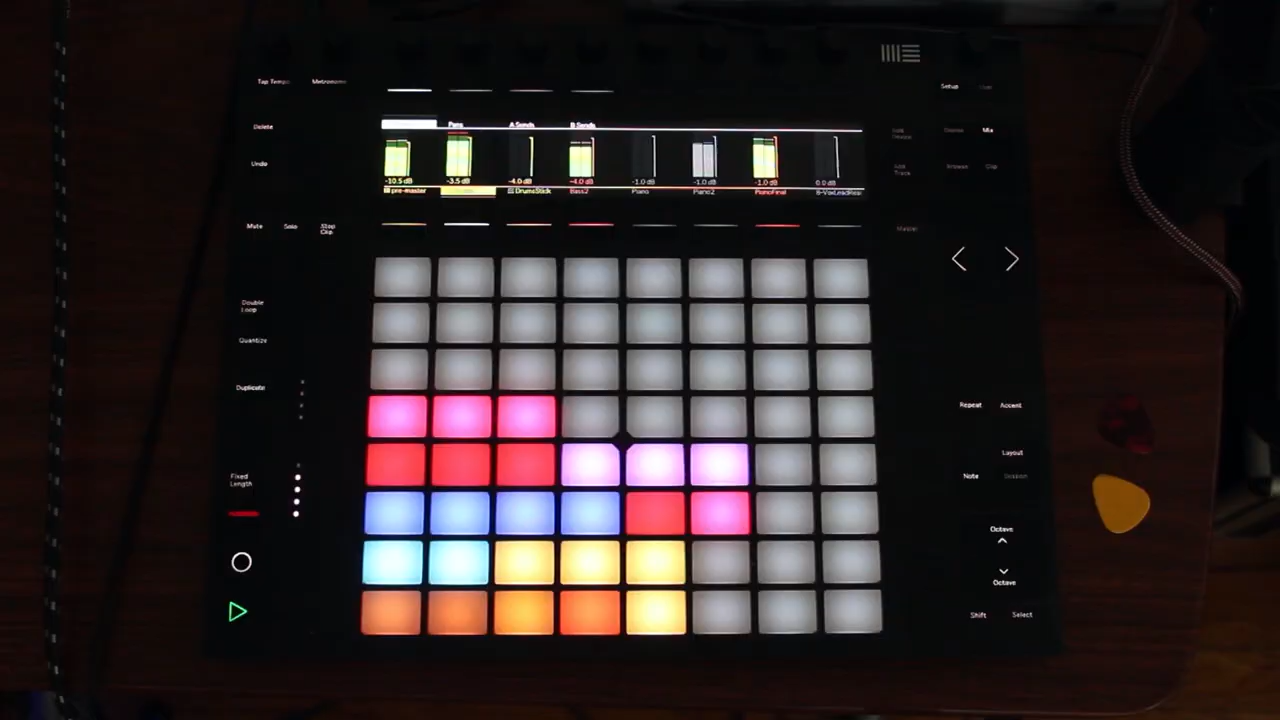 Tap Tempo Metronome
Setup User
Pans A Sends B Sends
Delete
Mix
Undo
Browse Clip
-10.5 dB -3.5 dB -4.0 dB -4.0 dB -1.0 dB -1.0 dB -1.0 dB 0.0 dB
pre-master DrumsStick Bass2 Piano Piano2 PianoFinal
Mute Solo Stop
Clip
Master
Double
Loop
Quantize
Duplicate
Repeat Accent
Layout
Fixed
Length
Note Session
Octave
Octave
Shift Select